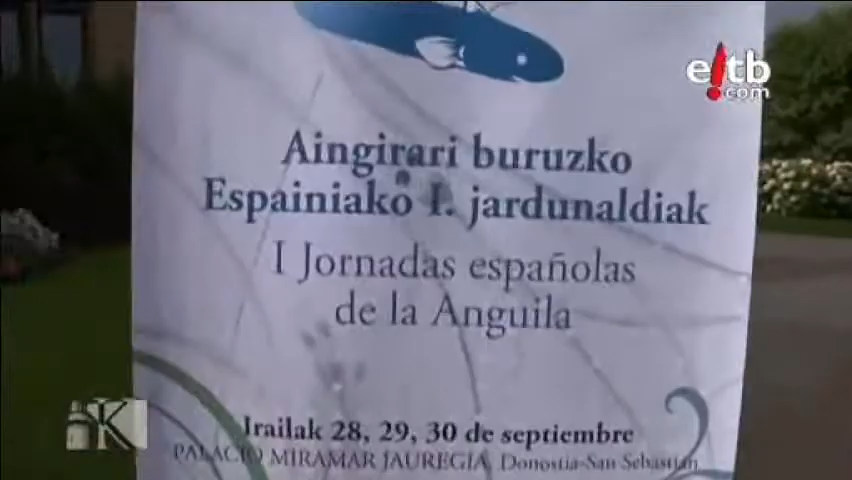 e!tb
.com
Aingirari buruzko
Espainiako I. jardunaldiak
I Jornadas españolas
de la Anguila
Irailak 28, 29, 30 de septiembre
PALACIO MIRAMAR JAUREGIA, Donostia-San Sebastián
K